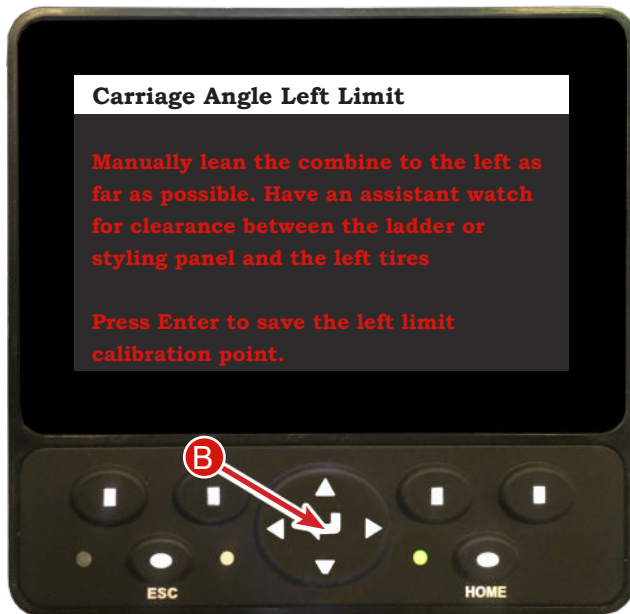 Carriage Angle Left Limit
Manually lean the combine to the left as
far as possible. Have an assistant watch
for clearance between the ladder or
styling panel and the left tires
Press Enter to save the left limit
calibration point.
B
ESC
HOME